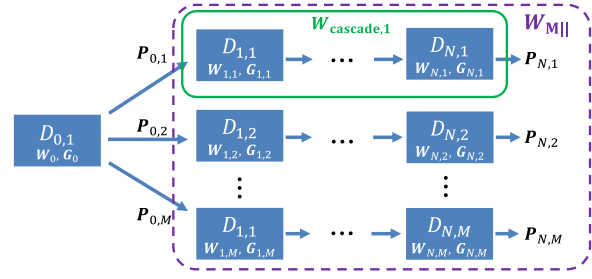 W_cascade,1
W_M||
P_0,1
D_1,1
W_1,1, G_1,1
...
D_N,1
W_N,1, G_N,1
P_N,1
D_0,1
W_0, G_0
P_0,2
D_1,2
W_1,2, G_1,2
...
D_N,2
W_N,2, G_N,2
P_N,2
P_0,M
D_1,1
W_1,M, G_1,M
...
D_N,M
W_N,M, G_N,M
P_N,M